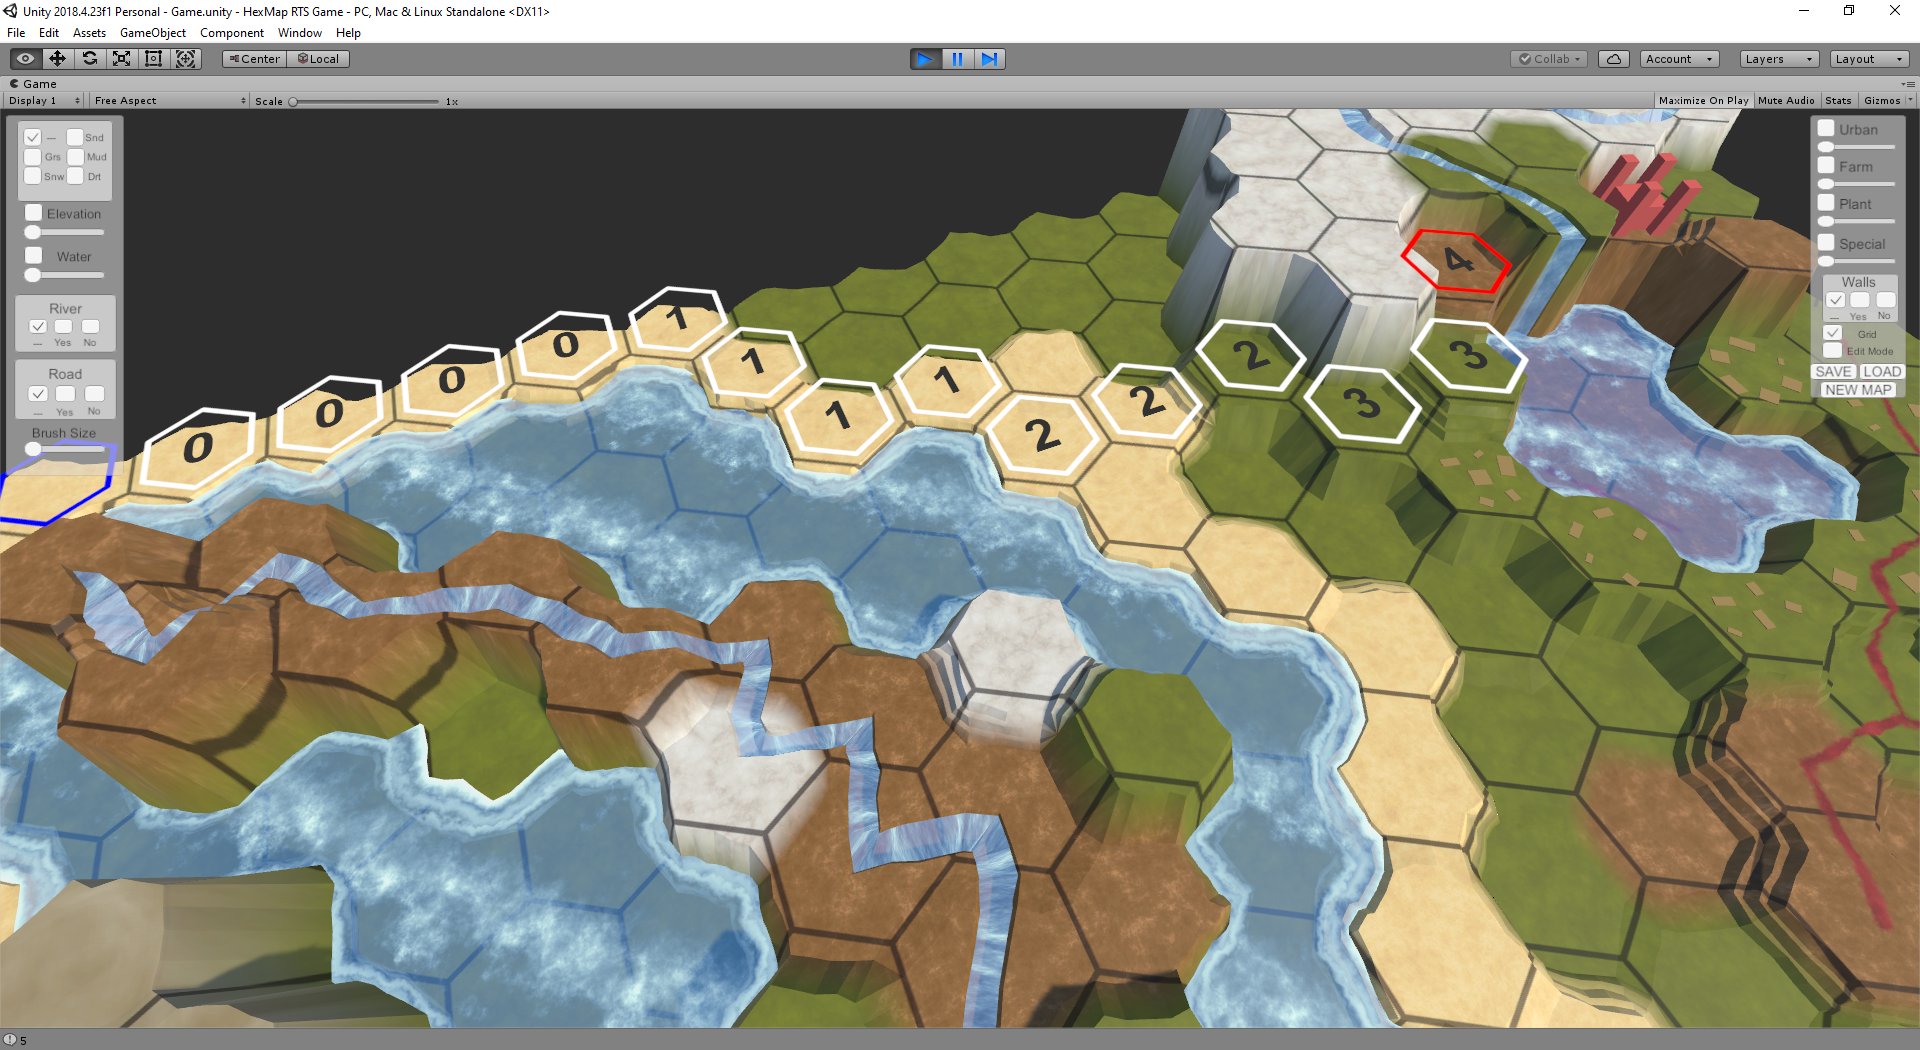 Unity 2018.4.23f1 Personal - Game.unity - HexMap RTS Game - PC, Mac & Linux Standalone <DX11>
File Edit Assets GameObject Component Window Help
Center Local Collab Account Layers Layout
Game
Display 1 Free Aspect Scale 1x Maximize On Play Mute Audio Stats Gizmos
--- Snd
Grs Mud
Snw Drt
Elevation
Water
River
--- Yes No
Road
--- Yes No
Brush Size
Urban
Farm
Plant
Special
Walls
--- Yes No
Grid
Edit Mode
SAVE LOAD
NEW MAP
0
0
0
0
1
1
1
1
2
2
2
3
3
4
5